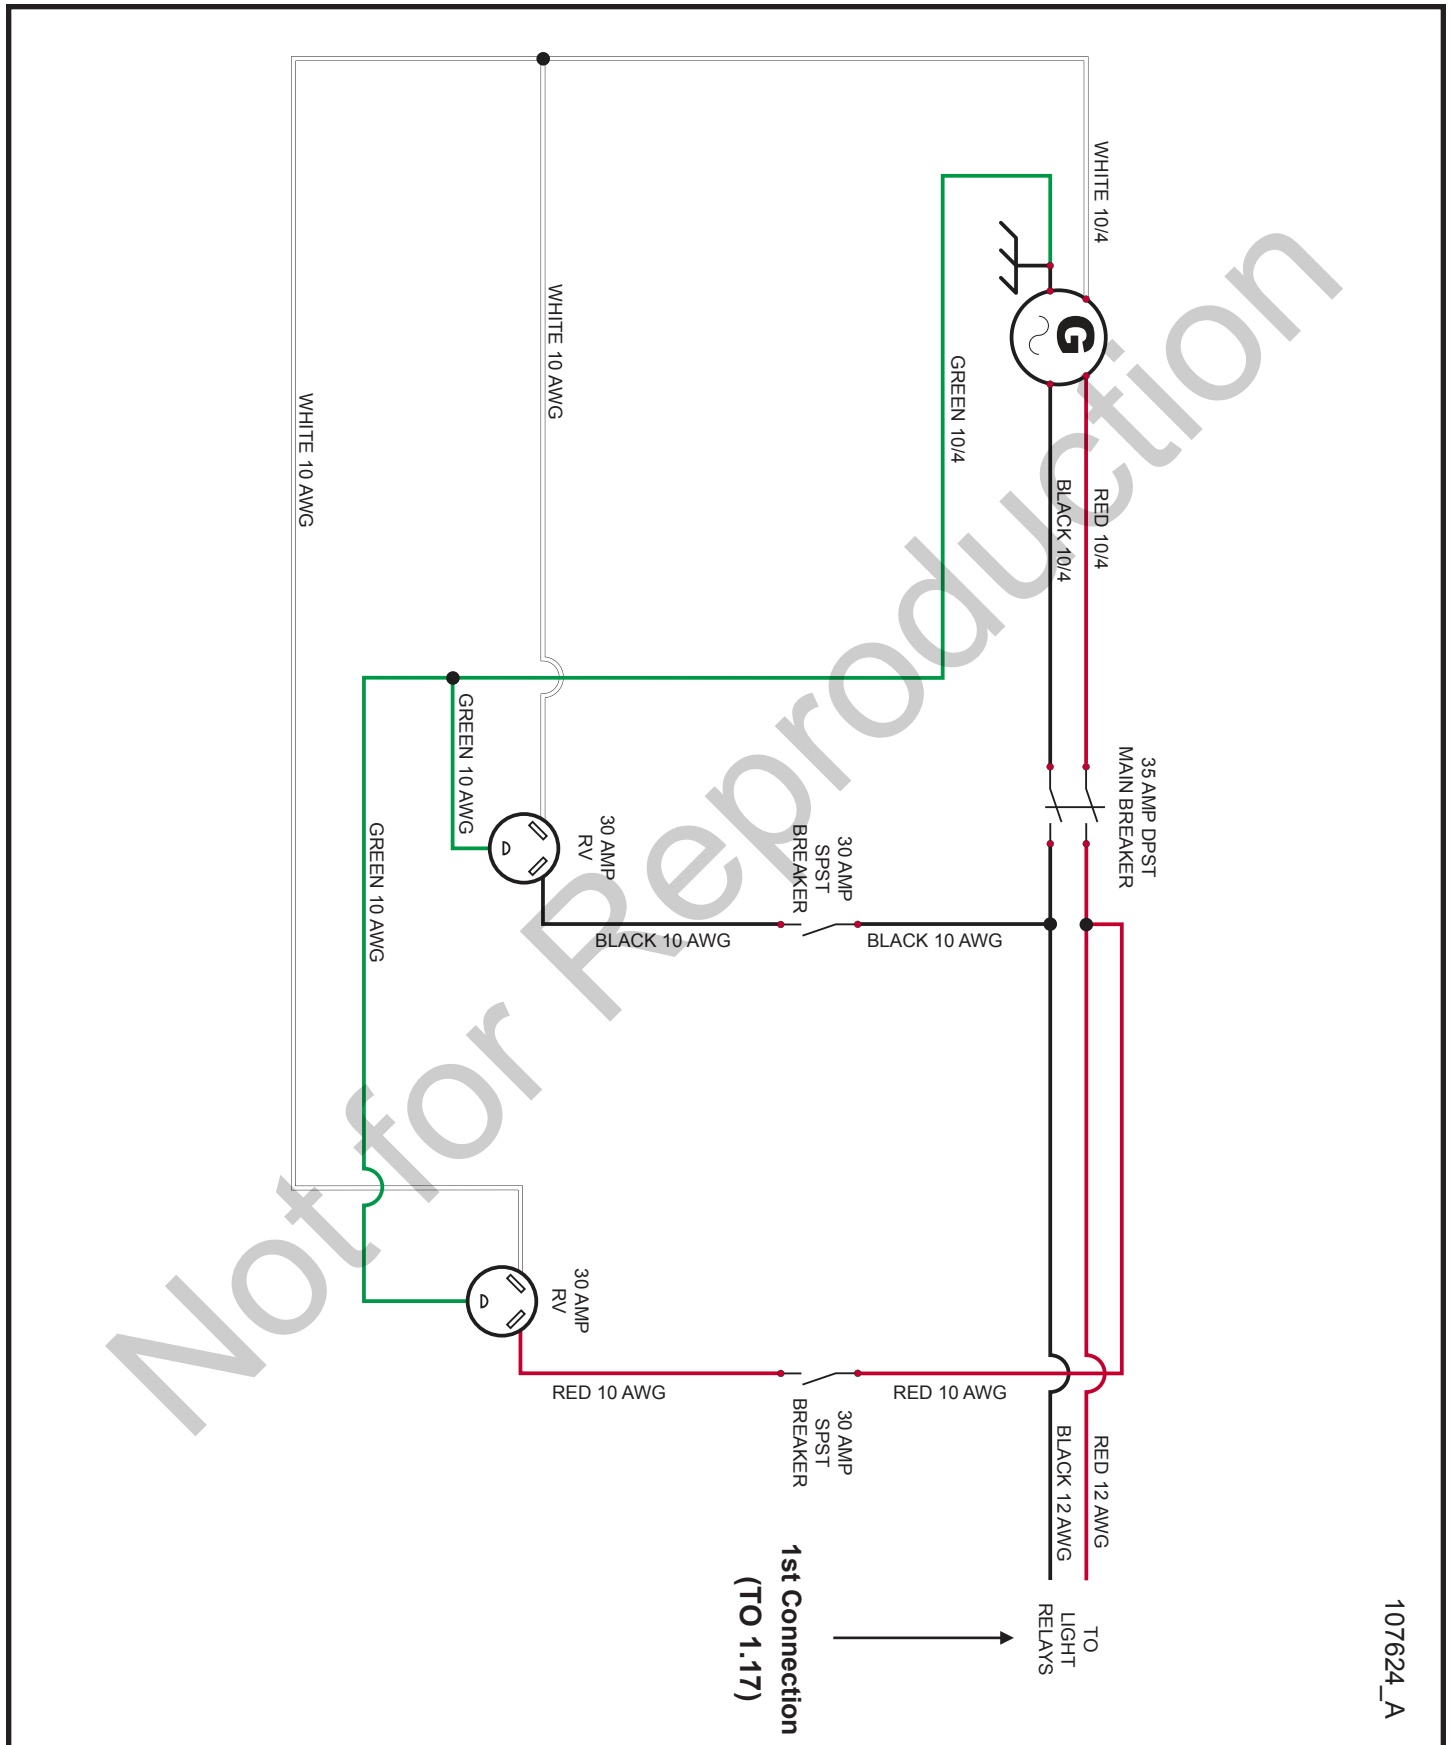 107624_A
WHITE 10/4
RED 10/4
BLACK 10/4
GREEN 10/4
G
WHITE 10 AWG
WHITE 10 AWG
35 AMP DPST
MAIN BREAKER
GREEN 10 AWG
GREEN 10 AWG
30 AMP
RV
30 AMP
SPST
BREAKER
BLACK 10 AWG
BLACK 10 AWG
30 AMP
RV
30 AMP
SPST
BREAKER
RED 10 AWG
RED 10 AWG
RED 12 AWG
BLACK 12 AWG
TO
LIGHT
RELAYS
1st Connection
(TO 1.17)
Not for Reproduction